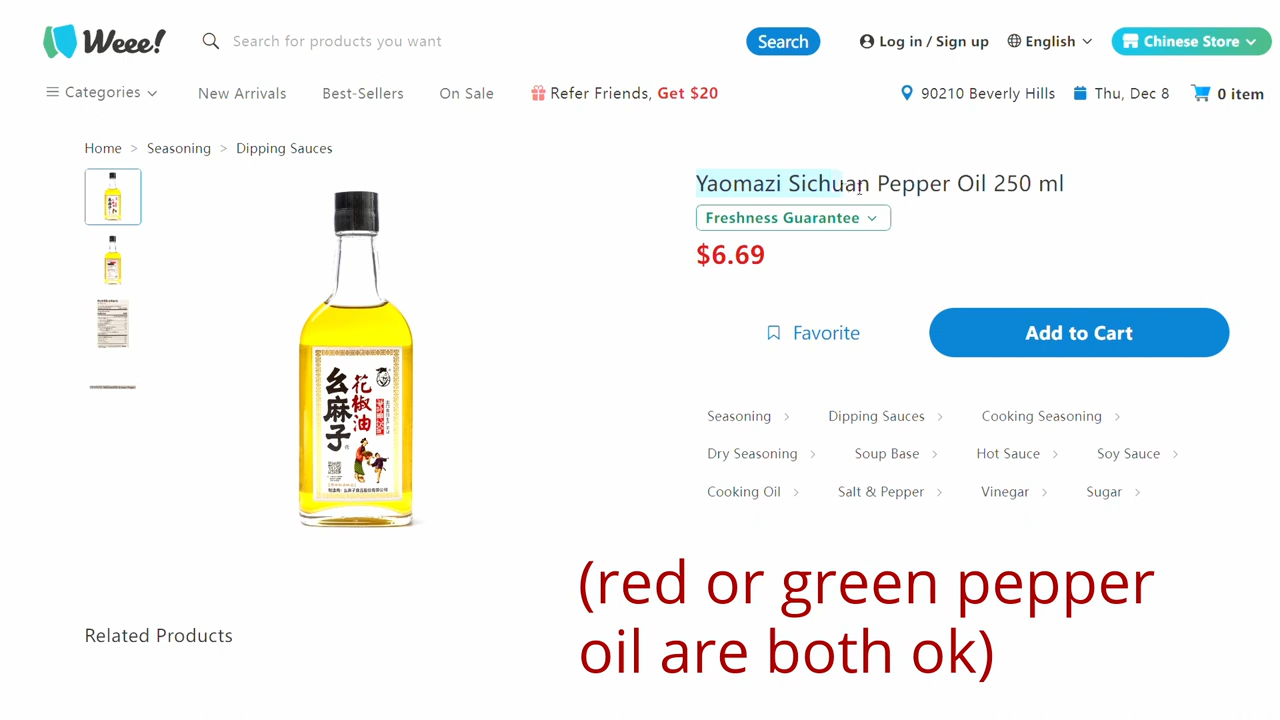 Weee!
Search for products you want
Search
Log in / Sign up
English
Chinese Store
Categories
New Arrivals
Best-Sellers
On Sale
Refer Friends, Get $20
90210 Beverly Hills
Thu, Dec 8
0 item
Home > Seasoning > Dipping Sauces
Yaomazi Sichuan Pepper Oil 250 ml
Freshness Guarantee
$6.69
Favorite
Add to Cart
幺麻子
花椒油
Seasoning > Dipping Sauces > Cooking Seasoning >
Dry Seasoning > Soup Base > Hot Sauce > Soy Sauce >
Cooking Oil > Salt & Pepper > Vinegar > Sugar >
(red or green pepper
oil are both ok)
Related Products